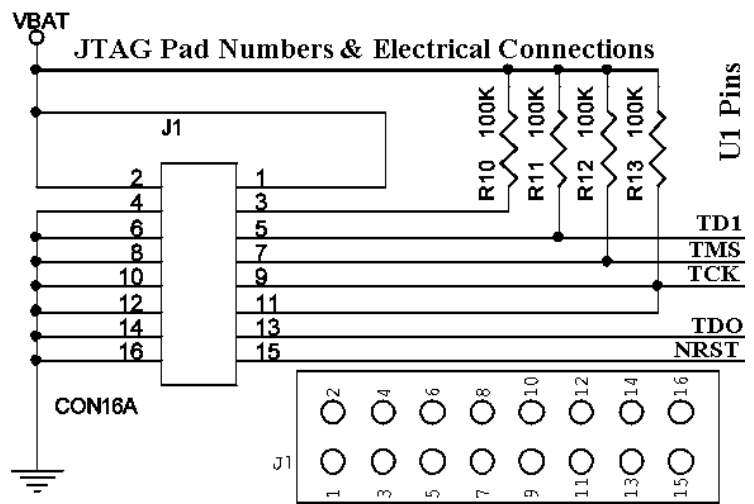 VBAT
JTAG Pad Numbers & Electrical Connections
J1
R10 100K
R11 100K
R12 100K
R13 100K
U1 Pins
2 1
4 3
6 5 TD1
8 7 TMS
10 9 TCK
12 11
14 13 TDO
16 15 NRST
CON16A
2 4 6 8 10 12 14 16
J1
1 3 5 7 9 11 13 15